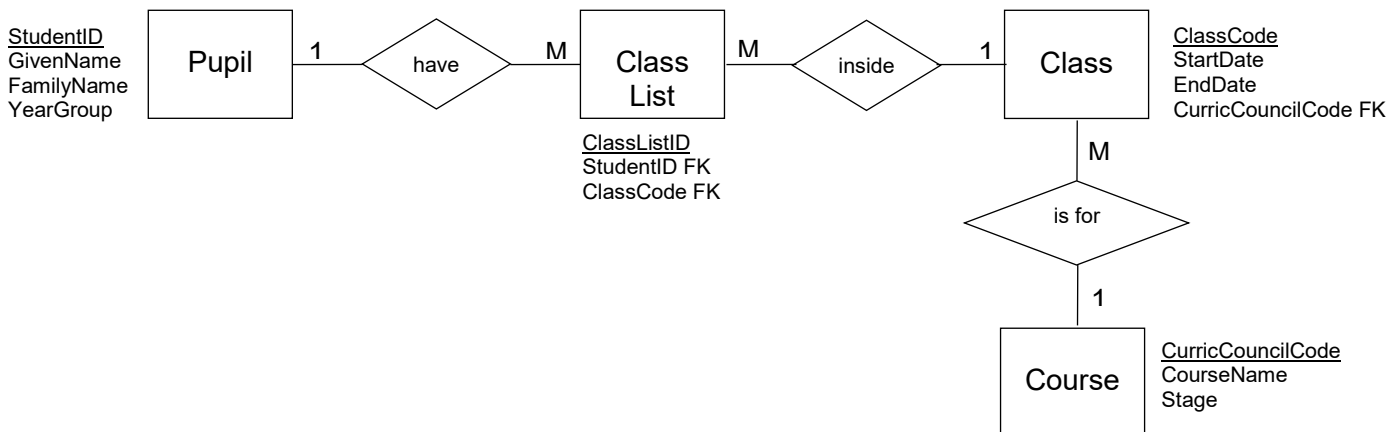 StudentID
GivenName
FamilyName
YearGroup
Pupil
1
have
M
Class
List
ClassListID
StudentID FK
ClassCode FK
M
inside
1
Class
ClassCode
StartDate
EndDate
CurricCouncilCode FK
M
is for
1
Course
CurricCouncilCode
CourseName
Stage